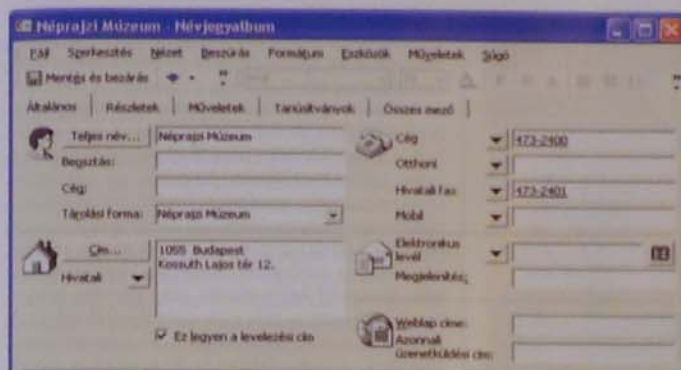 Néprajzi Múzeum - Névjegyalbum
Fájl Szerkesztés Nézet Beszúrás Formátum Eszközök Műveletek Súgó
Mentés és bezárás
Általános Részletek Műveletek Tanúsítványok Összes mező
Teljes név... Néprajzi Múzeum
Beosztás:
Cég:
Tárolási forma: Néprajzi Múzeum
Cím... 1055 Budapest
Kossuth Lajos tér 12.
Hivatali
Ez legyen a levelezési cím
Cég 473-2400
Otthoni
Hivatali fax 473-2401
Mobil
Elektronikus
levél
Megjelenítés:
Weblap címe:
Azonnali
üzenetküldési cím: